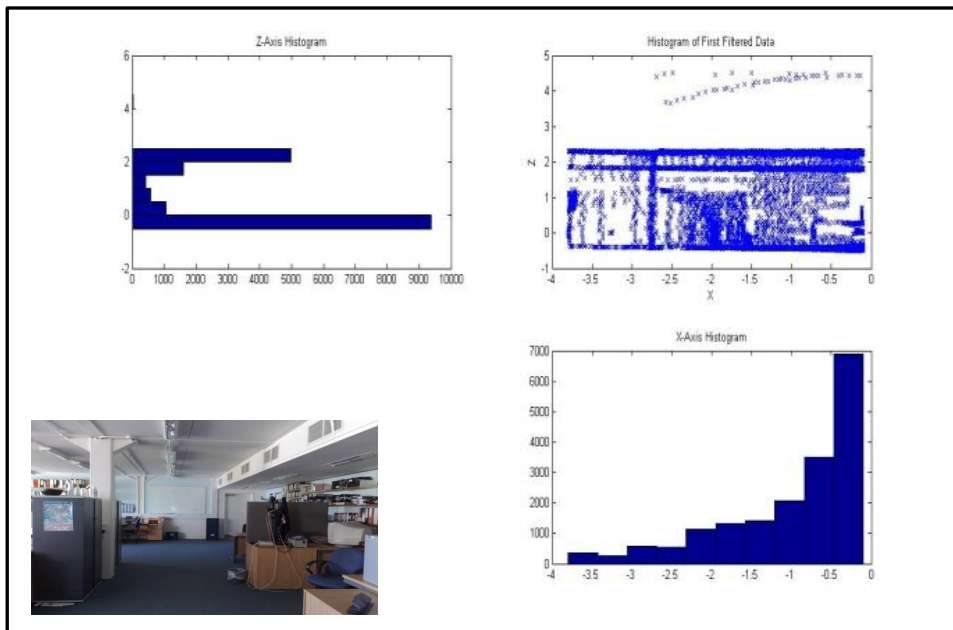 Z-Axis Histogram
6
4
2
0
-2
0 1000 2000 3000 4000 5000 6000 7000 8000 9000 10000
Histogram of First Filtered Data
5
4
3
2
1
0
-1
Z
-4 -3.5 -3 -2.5 -2 -1.5 -1 -0.5 0
X
X-Axis Histogram
7000
6000
5000
4000
3000
2000
1000
0
-4 -3.5 -3 -2.5 -2 -1.5 -1 -0.5 0